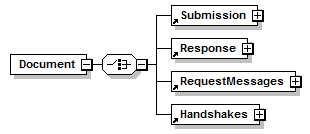 Submission
Response
Document
RequestMessages
Handshakes